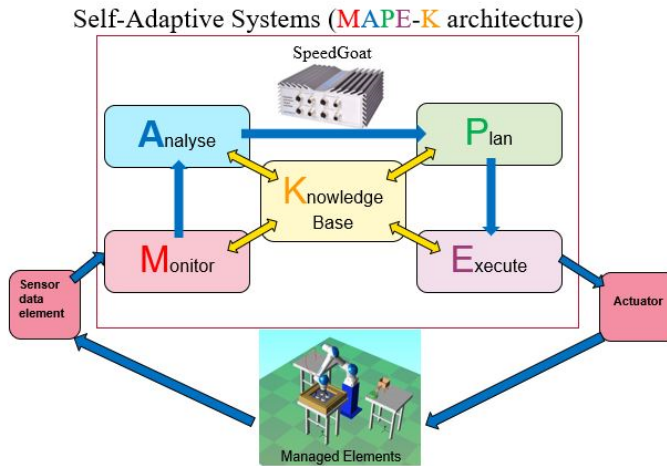 Self-Adaptive Systems (MAPE-K architecture)
SpeedGoat
Analyse
Plan
Knowledge
Base
Monitor
Execute
Sensor
data
element
Actuator
Managed Elements